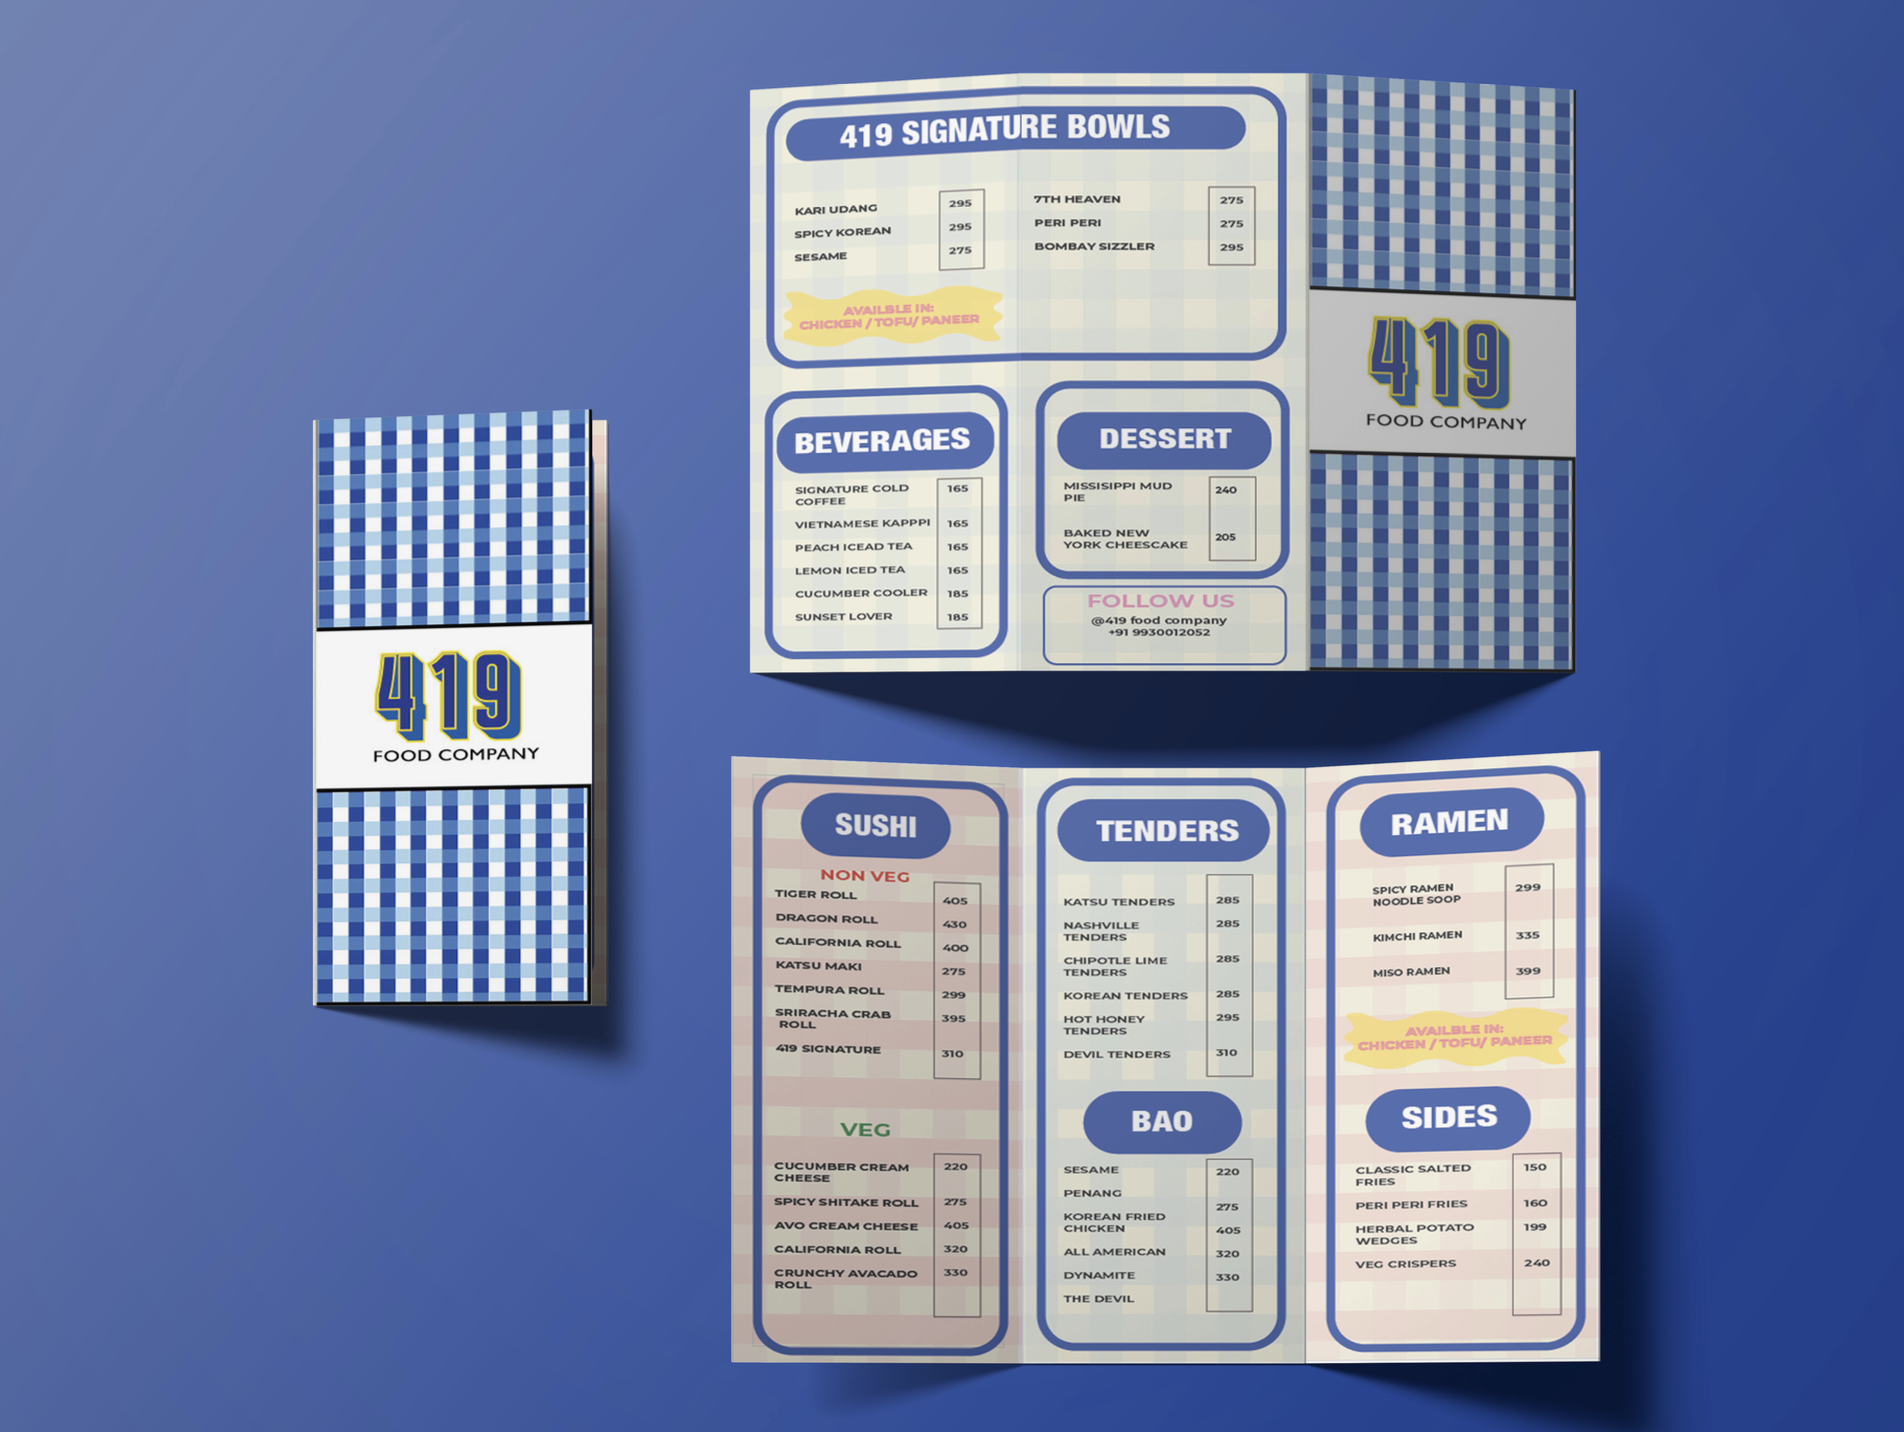 419
FOOD COMPANY
419 SIGNATURE BOWLS
KARI UDANG 295
SPICY KOREAN 295
SESAME 275
7TH HEAVEN 275
PERI PERI 275
BOMBAY SIZZLER 295
AVAILBLE IN:
CHICKEN / TOFU/ PANEER
BEVERAGES
SIGNATURE COLD 165
COFFEE
VIETNAMESE KAPPPI 165
PEACH ICEAD TEA 165
LEMON ICED TEA 165
CUCUMBER COOLER 185
SUNSET LOVER 185
DESSERT
MISSISIPPI MUD 240
PIE
BAKED NEW 205
YORK CHEESCAKE
FOLLOW US
@419 food company
+91 9930012052
419
FOOD COMPANY
SUSHI
NON VEG
TIGER ROLL 405
DRAGON ROLL 430
CALIFORNIA ROLL 400
KATSU MAKI 275
TEMPURA ROLL 299
SRIRACHA CRAB 395
ROLL
419 SIGNATURE 310
VEG
CUCUMBER CREAM 220
CHEESE
SPICY SHITAKE ROLL 275
AVO CREAM CHEESE 405
CALIFORNIA ROLL 320
CRUNCHY AVACADO 330
ROLL
TENDERS
KATSU TENDERS 285
NASHVILLE 285
TENDERS
CHIPOTLE LIME 285
TENDERS
KOREAN TENDERS 285
HOT HONEY 295
TENDERS
DEVIL TENDERS 310
BAO
SESAME 220
PENANG
275
KOREAN FRIED
CHICKEN 405
ALL AMERICAN 320
DYNAMITE 330
THE DEVIL
RAMEN
SPICY RAMEN 299
NOODLE SOOP
KIMCHI RAMEN 335
MISO RAMEN 399
AVAILBLE IN:
CHICKEN / TOFU/ PANEER
SIDES
CLASSIC SALTED 150
FRIES
PERI PERI FRIES 160
HERBAL POTATO 199
WEDGES
VEG CRISPERS 240